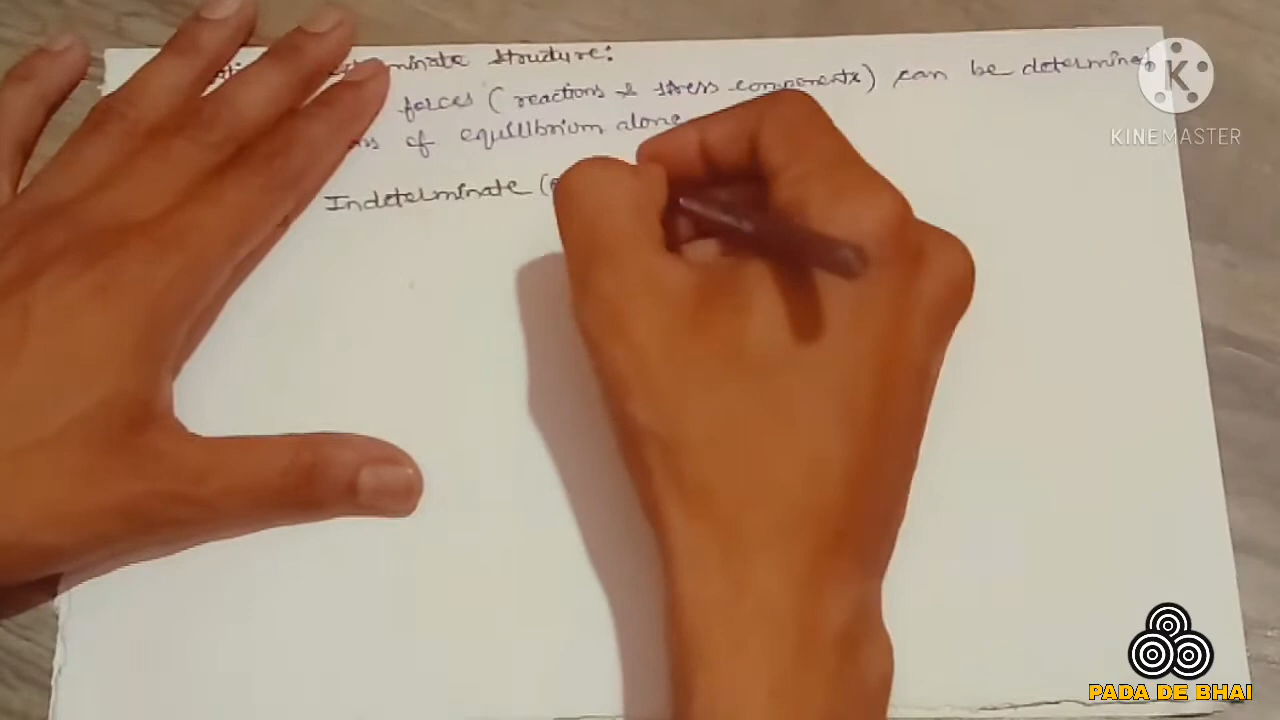 structure:
forces (reactions & stress components) can be determined
of equilibrium alone
Indeterminate (
KINEMASTER
PADA DE BHAI